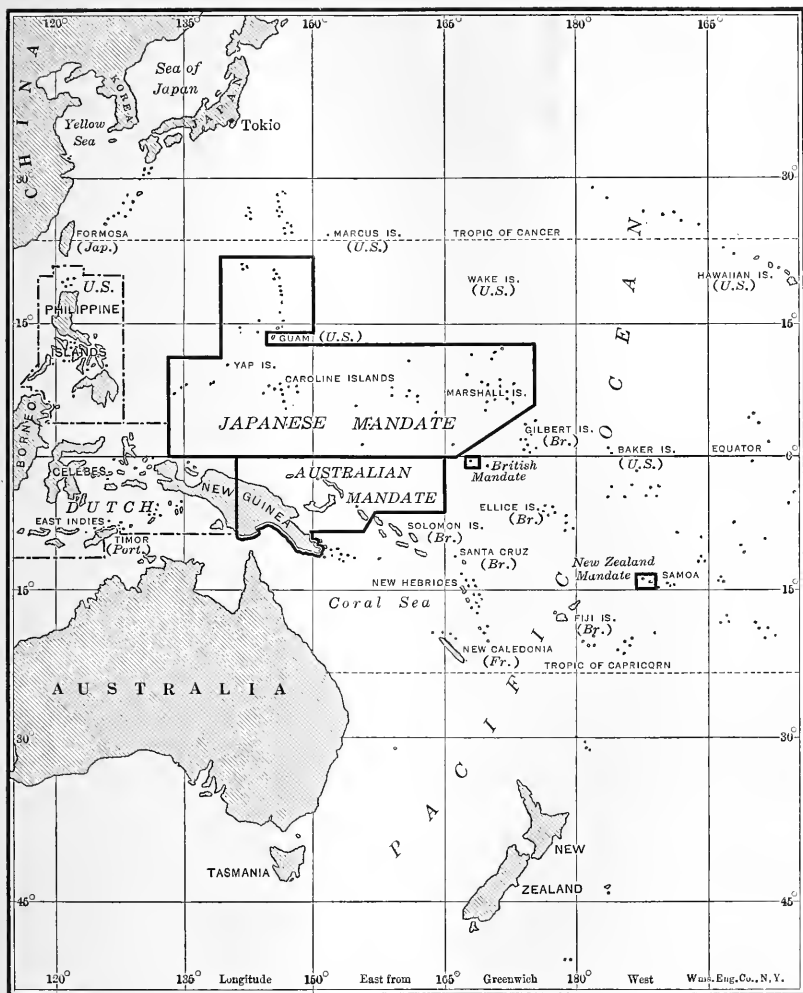 120°
135°
150°
165°
180°
165°
CHINA
Sea of
Japan
KOREA
JAPAN
Tokio
Yellow
Sea
30
30
FORMOSA
(Jap.)
MARCUS IS.
(U.S.)
TROPIC OF CANCER
U.S.
PHILIPPINE
ISLANDS
WAKE IS.
(U.S.)
HAWAIIAN IS.
(U.S.)
15
15
GUAM (U.S.)
YAP IS.
CAROLINE ISLANDS
MARSHALL IS.
JAPANESE MANDATE
GILBERT IS.
(Br.)
BORNEO
0
0
BAKER IS.
(U.S.)
EQUATOR
CELEBES
AUSTRALIAN
MANDATE
British
Mandate
NEW GUINEA
DUTCH
EAST INDIES
TIMOR
(Port.)
ELLICE IS.
(Br.)
SOLOMON IS.
(Br.)
SANTA CRUZ
(Br.)
New Zealand
Mandate
SAMOA
15
15
NEW HEBRIDES
Coral Sea
FIJI IS.
(Br.)
NEW CALEDONIA
(Fr.)
TROPIC OF CAPRICORN
AUSTRALIA
PACIFIC OCEAN
30
30
TASMANIA
NEW
ZEALAND
45°
45°
120°
135°
Longitude
150°
East from
165°
Greenwich
180°
West
165°
Wms. Eng. Co., N.Y.